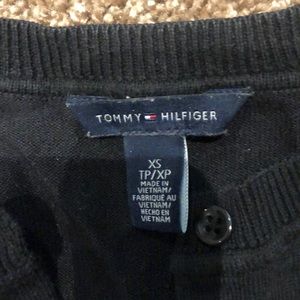 TOMMY HILFIGER
XS
TP/XP
MADE IN
VIETNAM/
FABRIQUÉ AU
VIETNAM/
HECHO EN
VIETNAM